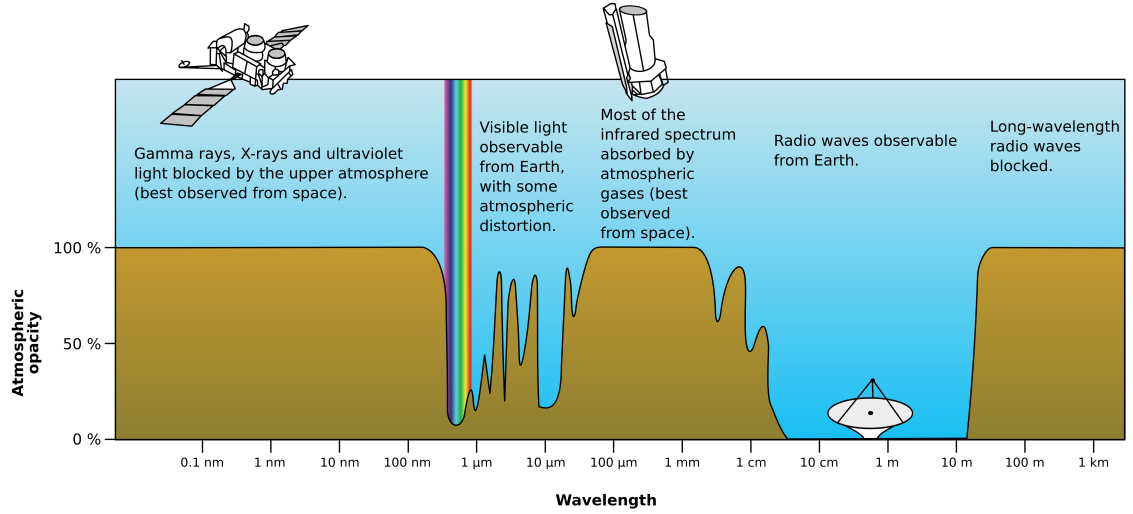 Gamma rays, X-rays and ultraviolet
light blocked by the upper atmosphere
(best observed from space).
Visible light
observable
from Earth,
with some
atmospheric
distortion.
Most of the
infrared spectrum
absorbed by
atmospheric
gases (best
observed
from space).
Radio waves observable
from Earth.
Long-wavelength
radio waves
blocked.
Atmospheric
opacity
100 %
50 %
0 %
0.1 nm
1 nm
10 nm
100 nm
1 μm
10 μm
100 μm
1 mm
1 cm
10 cm
1 m
10 m
100 m
1 km
Wavelength